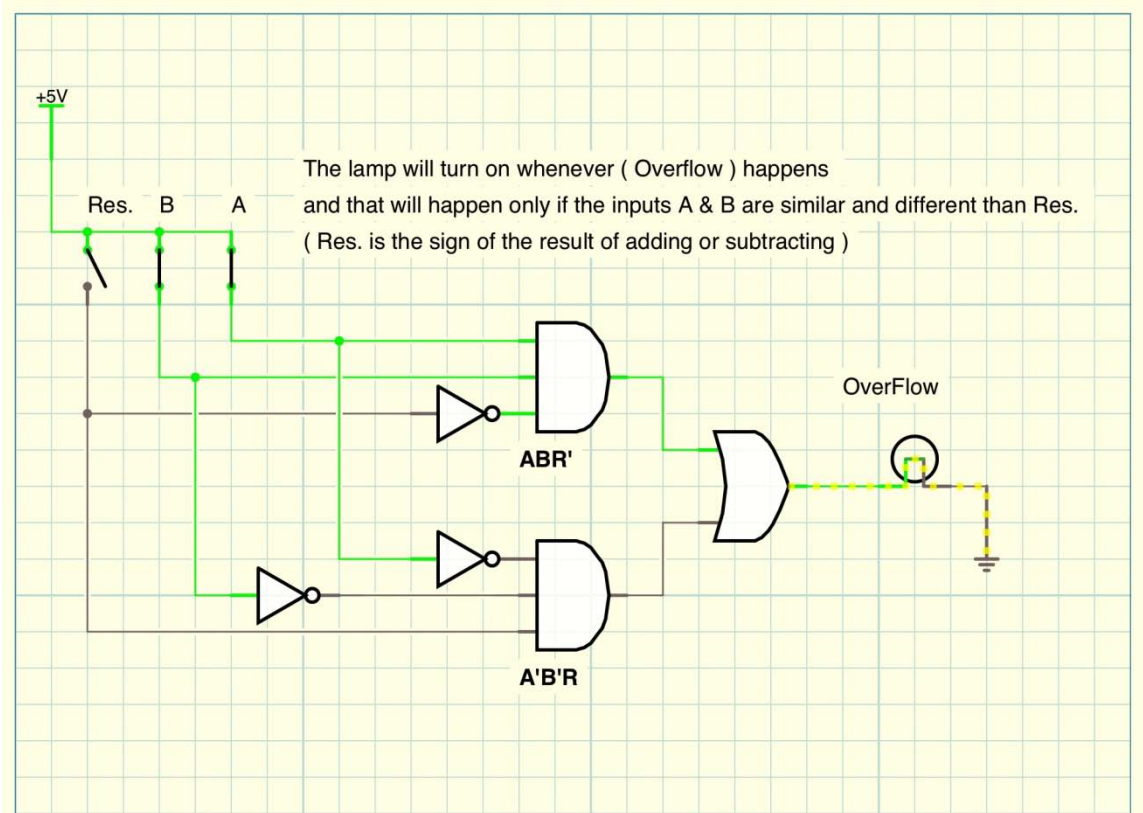 +5V
The lamp will turn on whenever ( Overflow ) happens
Res. B A
and that will happen only if the inputs A & B are similar and different than Res.
( Res. is the sign of the result of adding or subtracting )
OverFlow
ABR'
A'B'R